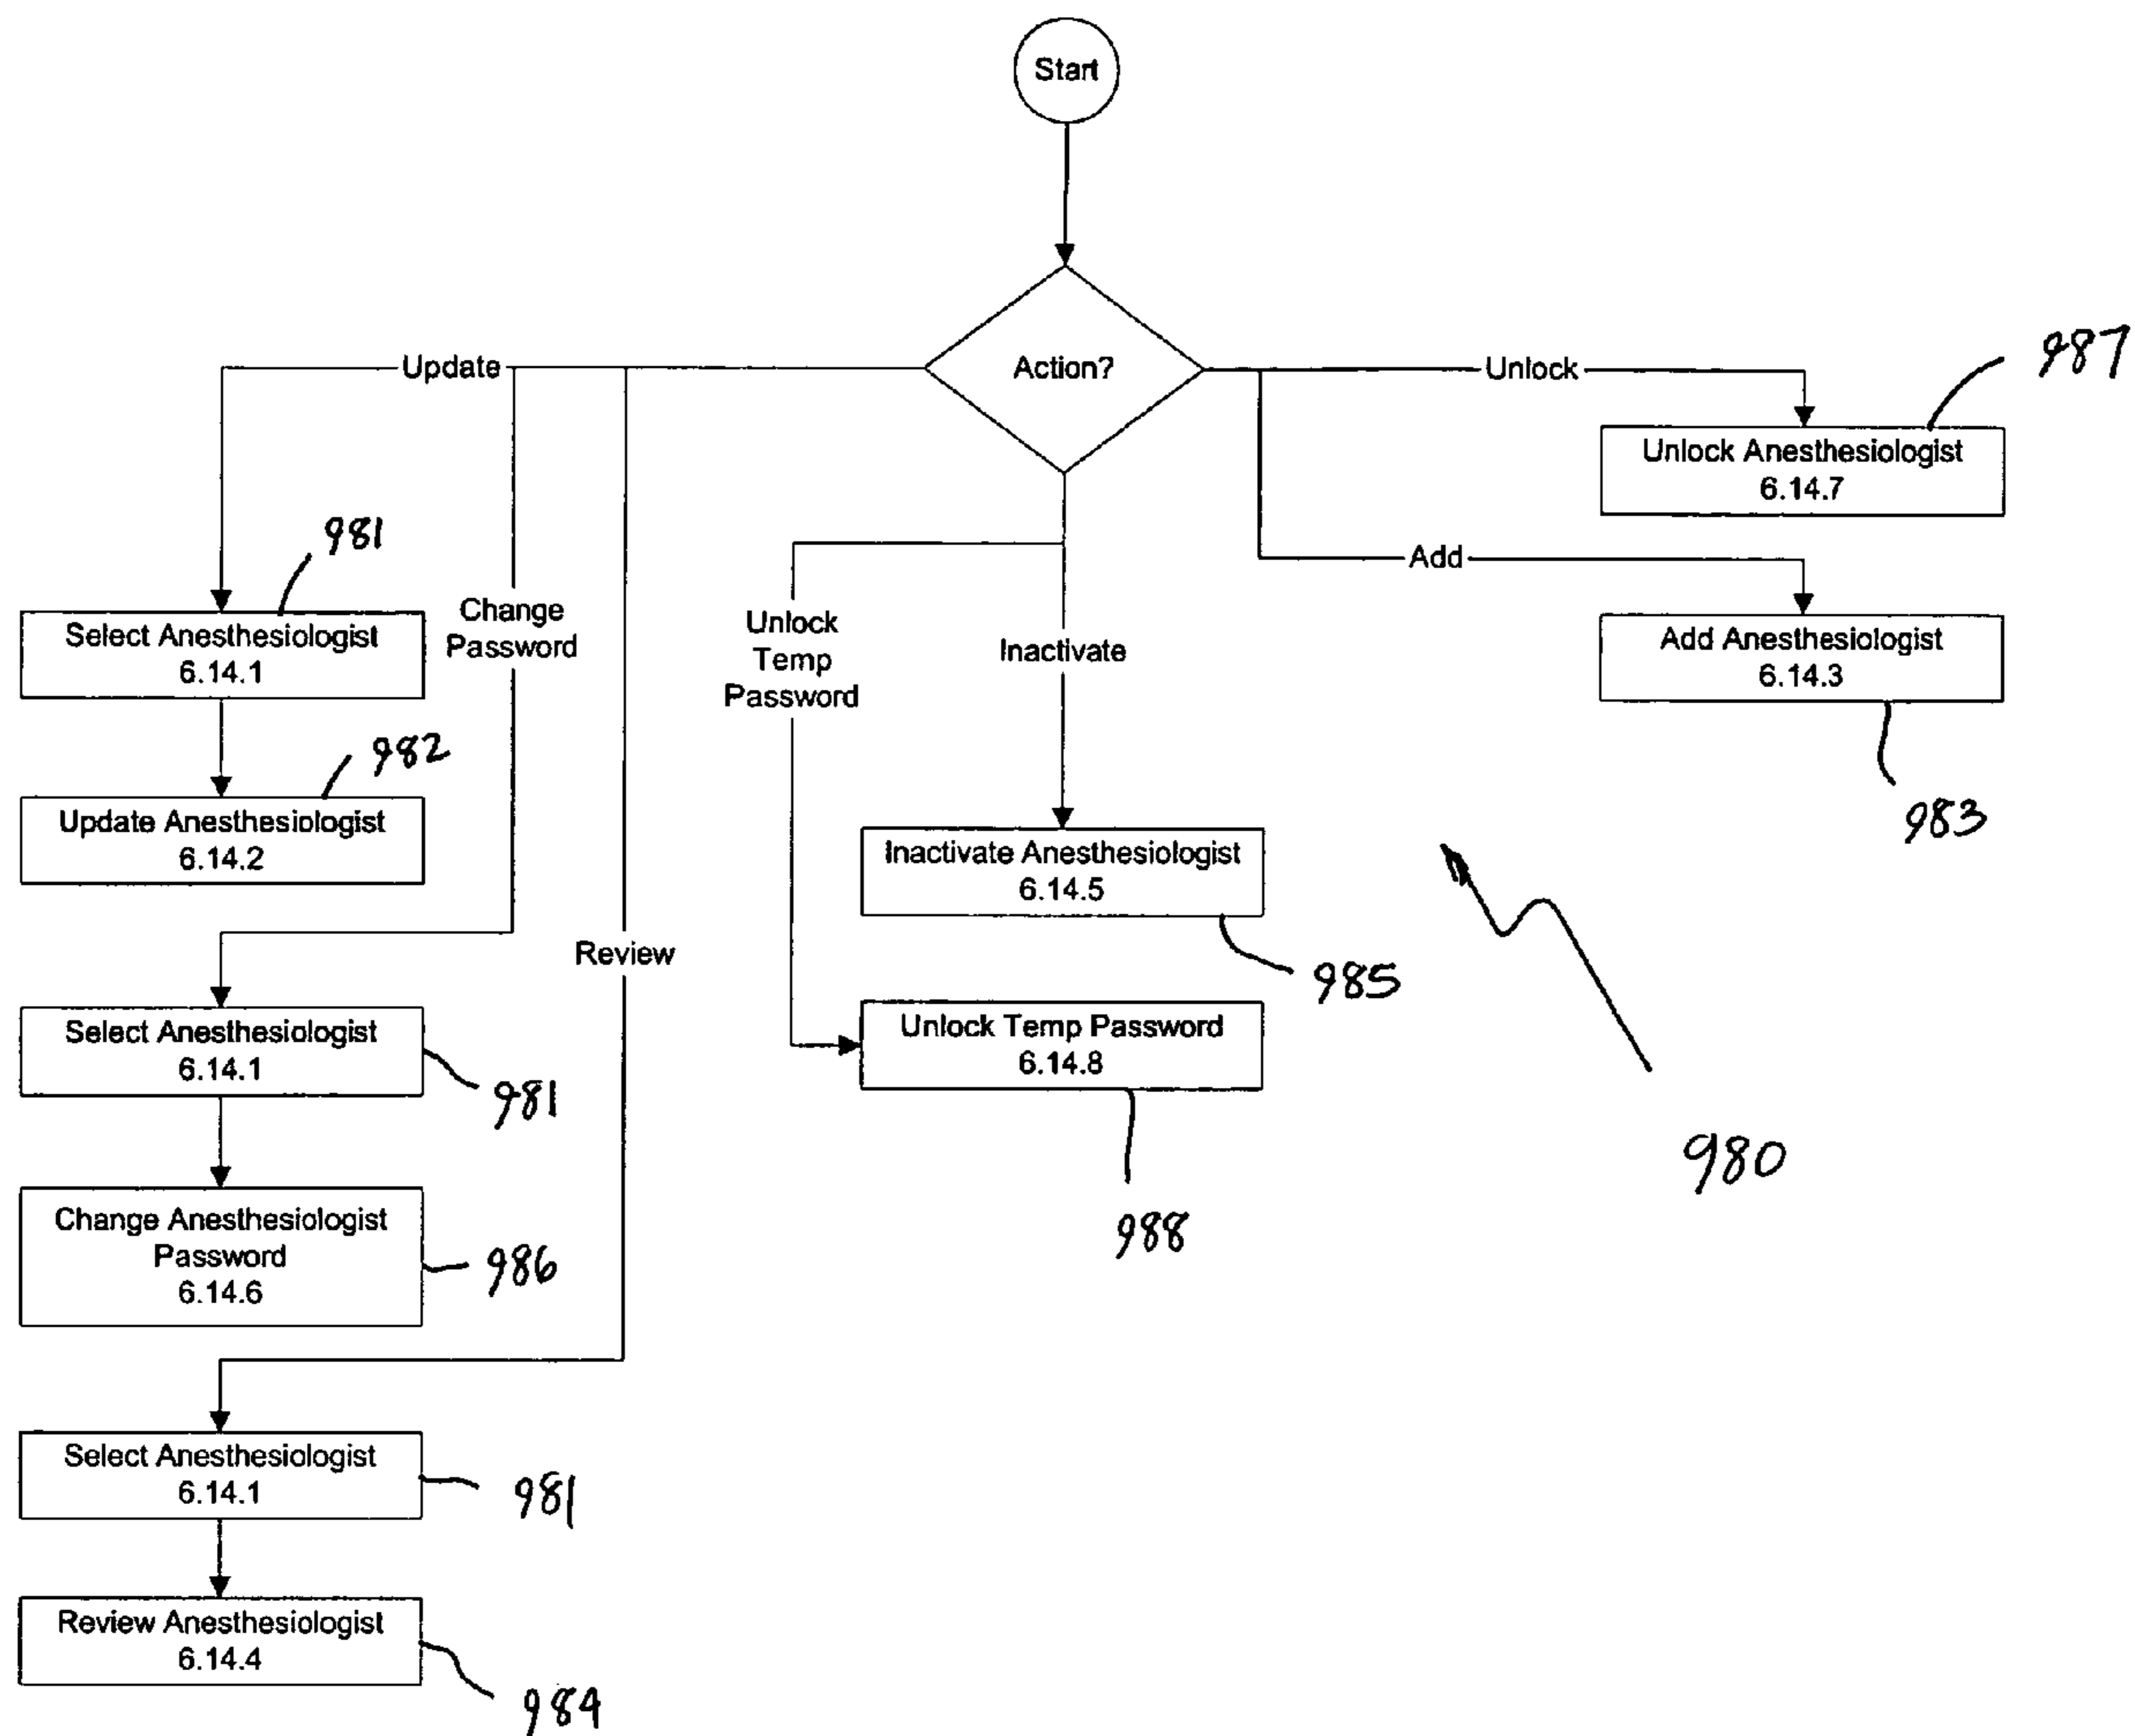 Start
Action?
Update
Unlock
987
Unlock Anesthesiologist
6.14.7
981
Add
Change
Password
Unlock
Temp
Password
Inactivate
Select Anesthesiologist
6.14.1
Add Anesthesiologist
6.14.3
982
983
Update Anesthesiologist
6.14.2
Inactivate Anesthesiologist
6.14.5
Review
985
Select Anesthesiologist
6.14.1
981
Unlock Temp Password
6.14.8
980
988
Change Anesthesiologist
Password
6.14.6
986
Select Anesthesiologist
6.14.1
981
Review Anesthesiologist
6.14.4
984